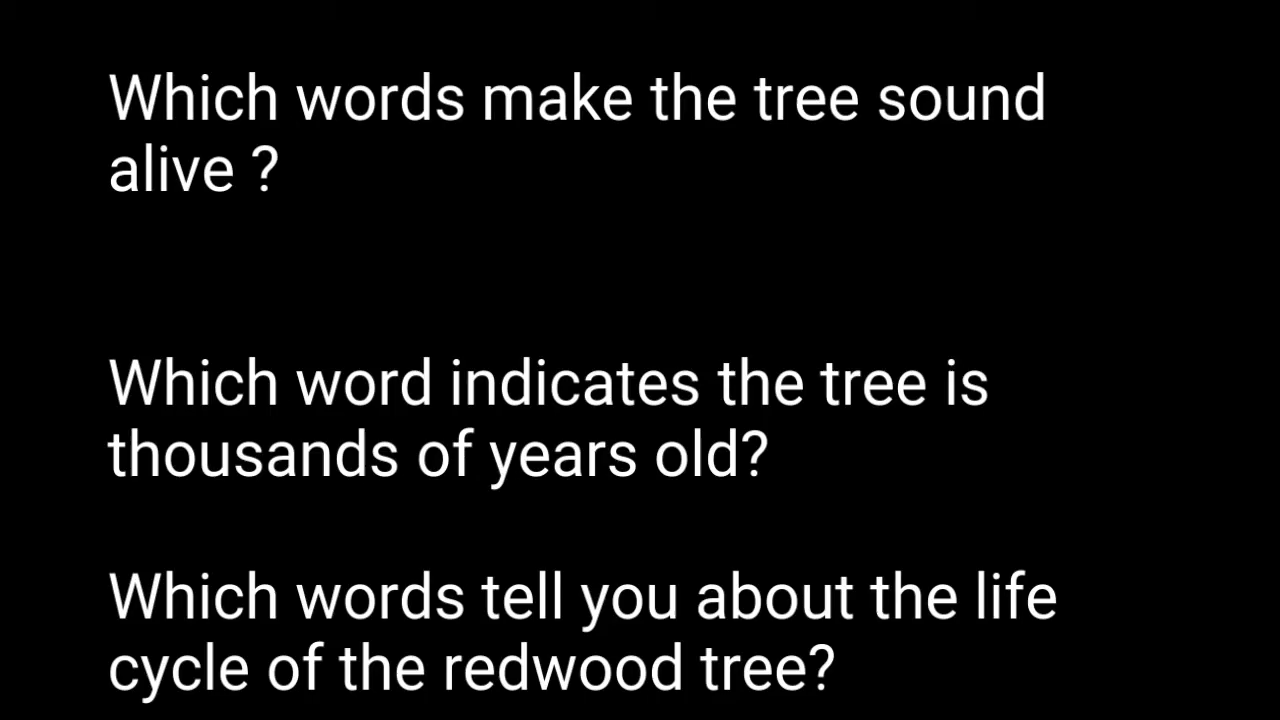 Which words make the tree sound
alive ?
Which word indicates the tree is
thousands of years old?
Which words tell you about the life
cycle of the redwood tree?